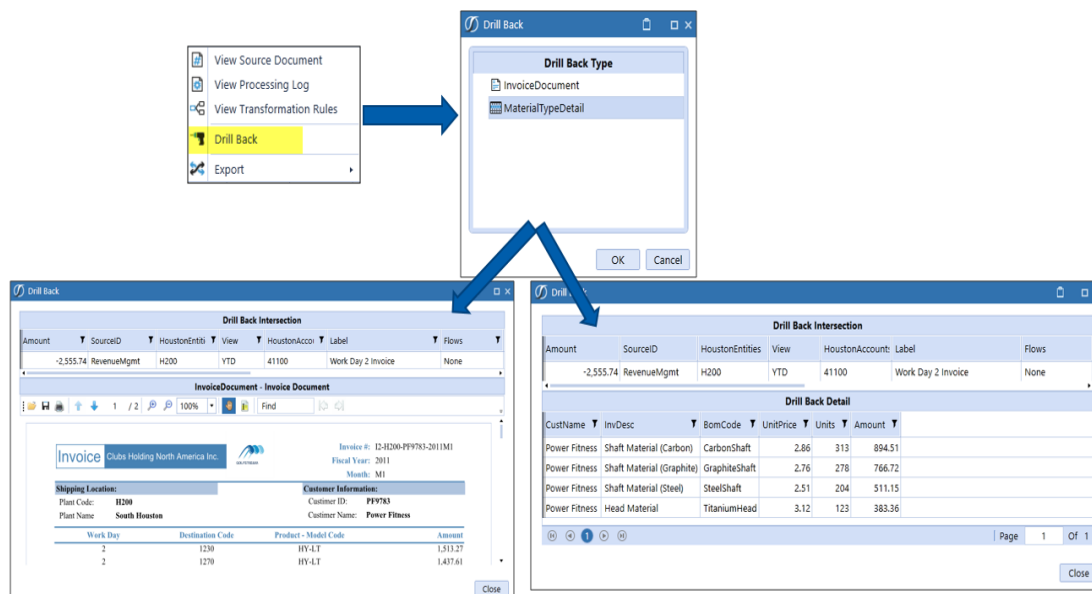 View Source Document
View Processing Log
View Transformation Rules
Drill Back
Export
Drill Back
Drill Back Type
InvoiceDocument
MaterialTypeDetail
OK Cancel
Drill Back
Drill Back Intersection
Amount SourceID HoustonEntiti View HoustonAccou Label Flows
-2,555.74 RevenueMgmt H200 YTD 41100 Work Day 2 Invoice None
InvoiceDocument - Invoice Document
1 / 2 100% Find
Invoice Clubs Holding North America Inc.
Invoice #: I2-H200-PF9783-2011M1
Fiscal Year: 2011
Month: M1
Shipping Location: Customer Information:
Plant Code: H200 Custimer ID: PF9783
Plant Name South Houston Custimer Name: Power Fitness
Work Day Destination Code Product - Model Code Amount
2 1230 HY-LT 1,513.27
2 1270 HY-LT 1,437.61
Close
Drill
Drill Back Intersection
Amount SourceID HoustonEntities View HoustonAccount: Label Flows
-2,555.74 RevenueMgmt H200 YTD 41100 Work Day 2 Invoice None
Drill Back Detail
CustName InvDesc BomCode UnitPrice Units Amount
Power Fitness Shaft Material (Carbon) CarbonShaft 2.86 313 894.51
Power Fitness Shaft Material (Graphite) GraphiteShaft 2.76 278 766.72
Power Fitness Shaft Material (Steel) SteelShaft 2.51 204 511.15
Power Fitness Head Material TitaniumHead 3.12 123 383.36
1 Page 1 Of 1
Close